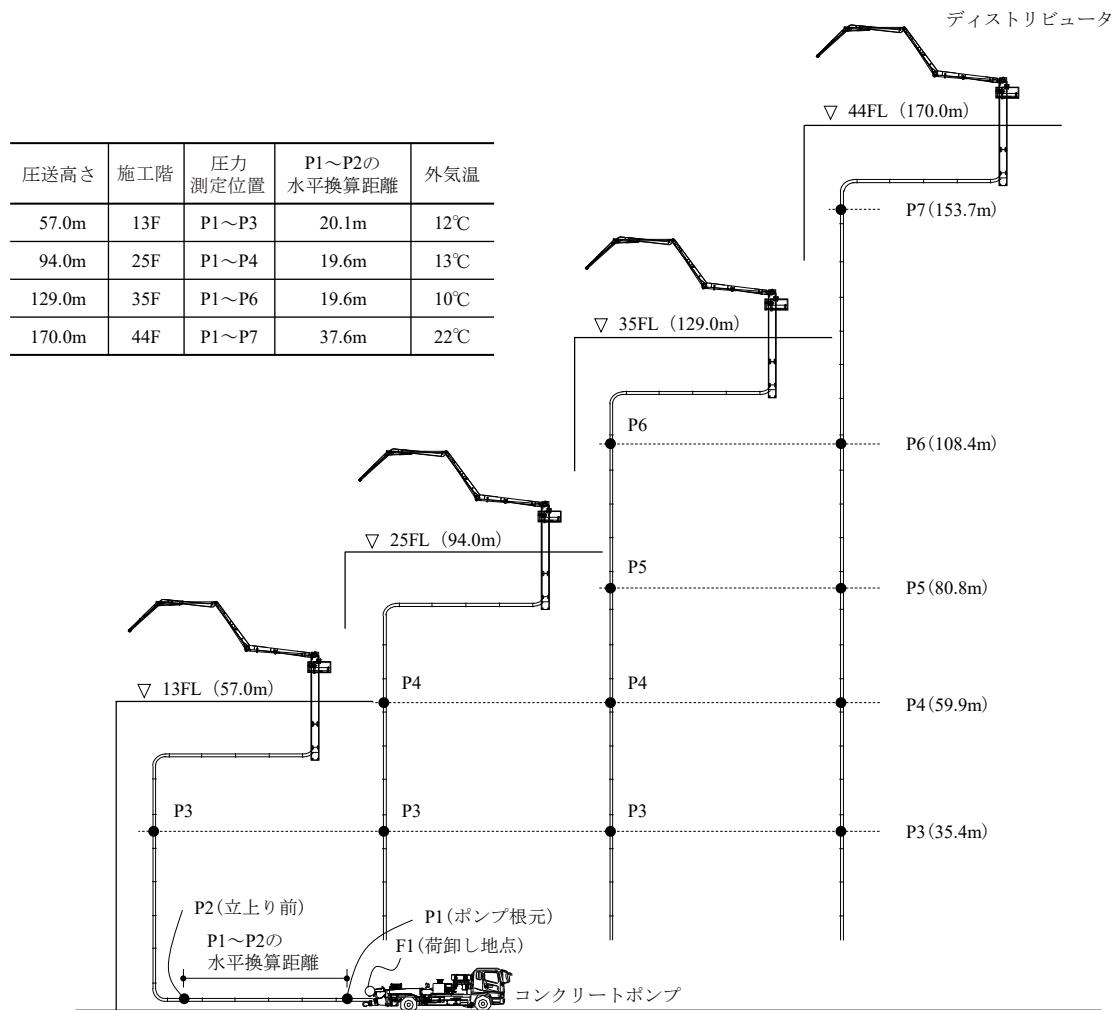 ディストリビュータ
▽ 44FL（170.0m）
圧送高さ 施工階 圧力測定位置 P1～P2の水平換算距離 外気温
57.0m 13F P1～P3 20.1m 12℃
94.0m 25F P1～P4 19.6m 13℃
129.0m 35F P1～P6 19.6m 10℃
170.0m 44F P1～P7 37.6m 22℃
P7(153.7m)
▽ 35FL（129.0m）
P6
P6(108.4m)
▽ 25FL（94.0m）
P5
P5(80.8m)
▽ 13FL（57.0m）
P4
P4
P4(59.9m)
P3
P3
P3
P3(35.4m)
P2(立上り前)
P1(ポンプ根元)
P1～P2の
水平換算距離
F1(荷卸し地点)
コンクリートポンプ